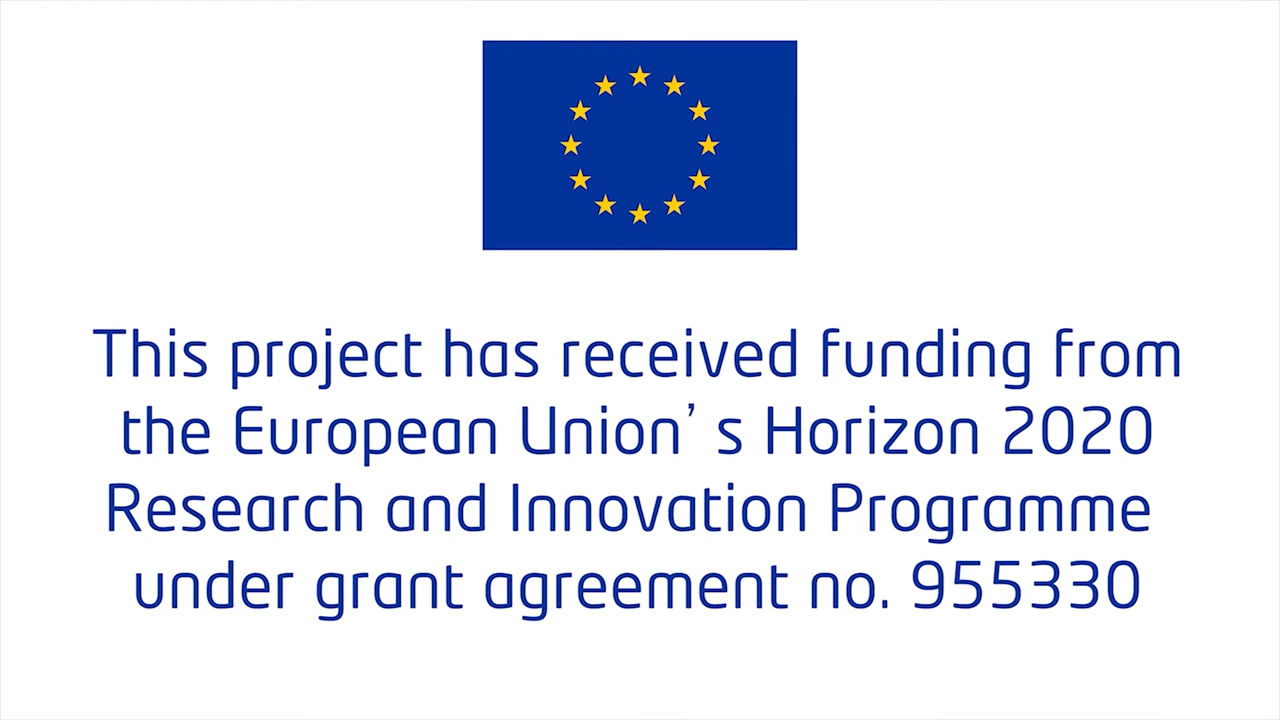 This project has received funding from
the European Union’ s Horizon 2020
Research and Innovation Programme
under grant agreement no. 955330